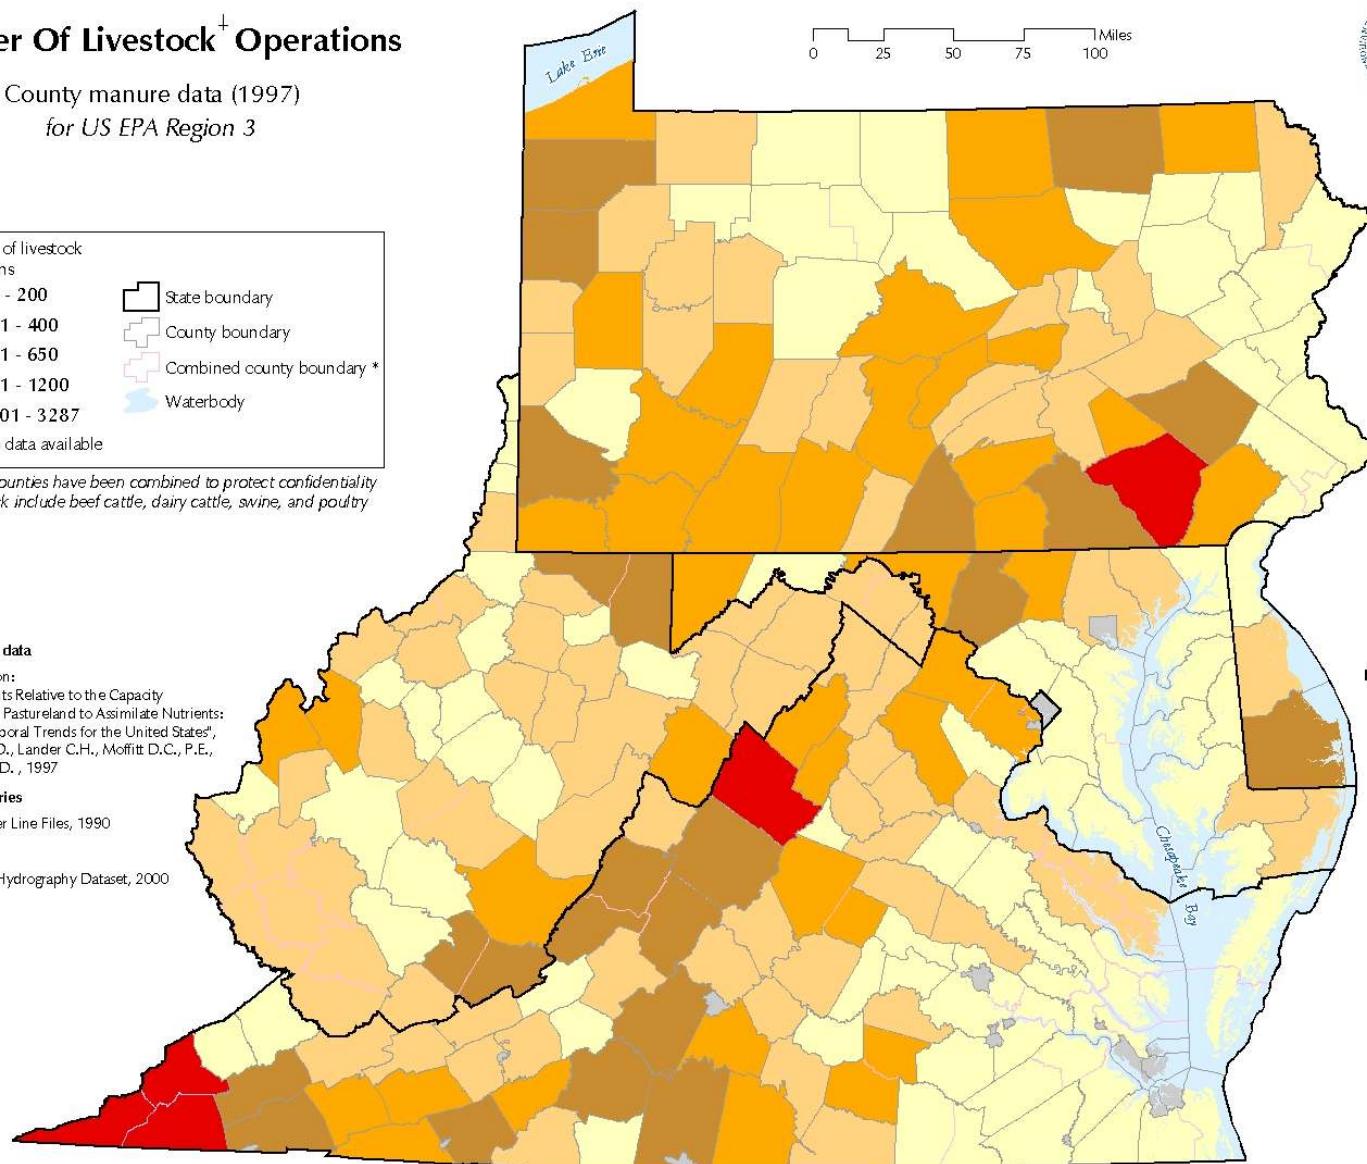 er Of Livestock+ Operations
County manure data (1997)
for US EPA Region 3
Lake Erie
Miles
0 25 50 75 100
of livestock
ns
- 200
1 - 400
1 - 650
1 - 1200
01 - 3287
data available
State boundary
County boundary
Combined county boundary *
Waterbody
ounties have been combined to protect confidentiality
ck include beef cattle, dairy cattle, swine, and poultry
data
on:
ts Relative to the Capacity
Pastureland to Assimilate Nutrients:
poral Trends for the United States",
D., Lander C.H., Moffitt D.C., P.E.,
D. , 1997
ries
er Line Files, 1990
Hydrography Dataset, 2000
Chesapeake
Bay